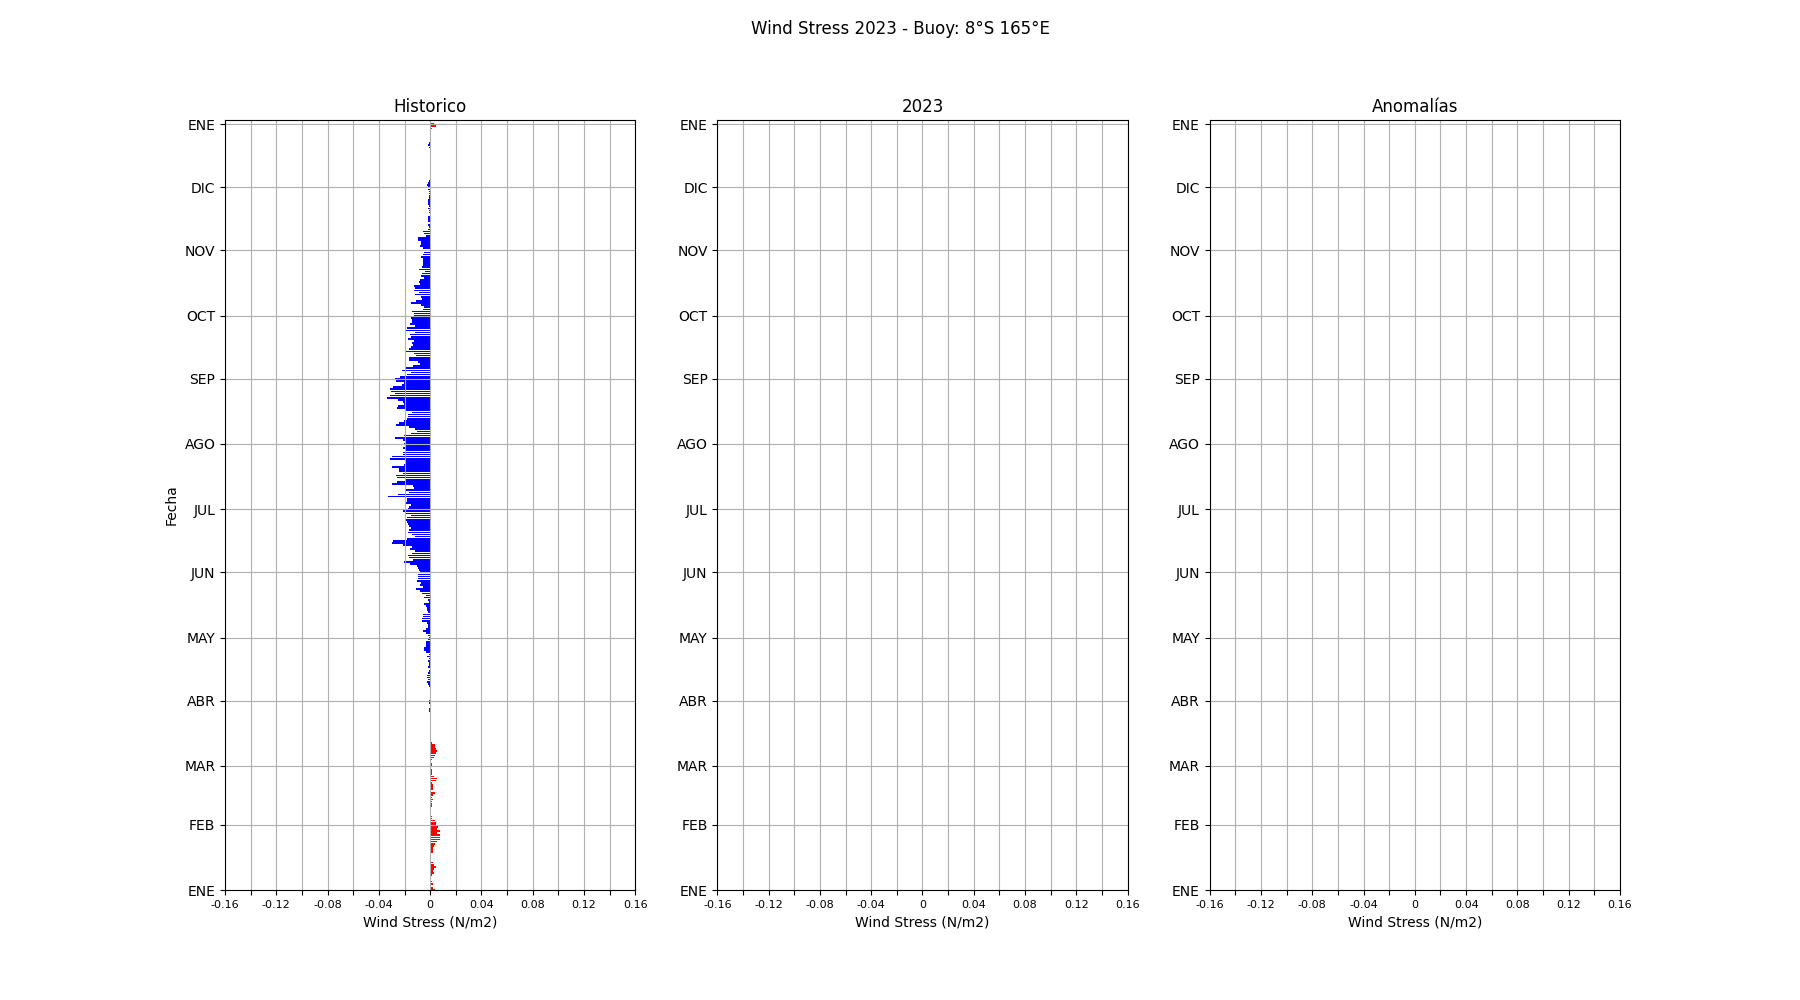 Wind Stress 2023 - Buoy: 8°S 165°E
Historico
2023
Anomalías
ENE
DIC
NOV
OCT
SEP
AGO
JUL
JUN
MAY
ABR
MAR
FEB
ENE
Fecha
-0.16 -0.12 -0.08 -0.04 0 0.04 0.08 0.12 0.16
Wind Stress (N/m2)
ENE
DIC
NOV
OCT
SEP
AGO
JUL
JUN
MAY
ABR
MAR
FEB
ENE
-0.16 -0.12 -0.08 -0.04 0 0.04 0.08 0.12 0.16
Wind Stress (N/m2)
ENE
DIC
NOV
OCT
SEP
AGO
JUL
JUN
MAY
ABR
MAR
FEB
ENE
-0.16 -0.12 -0.08 -0.04 0 0.04 0.08 0.12 0.16
Wind Stress (N/m2)